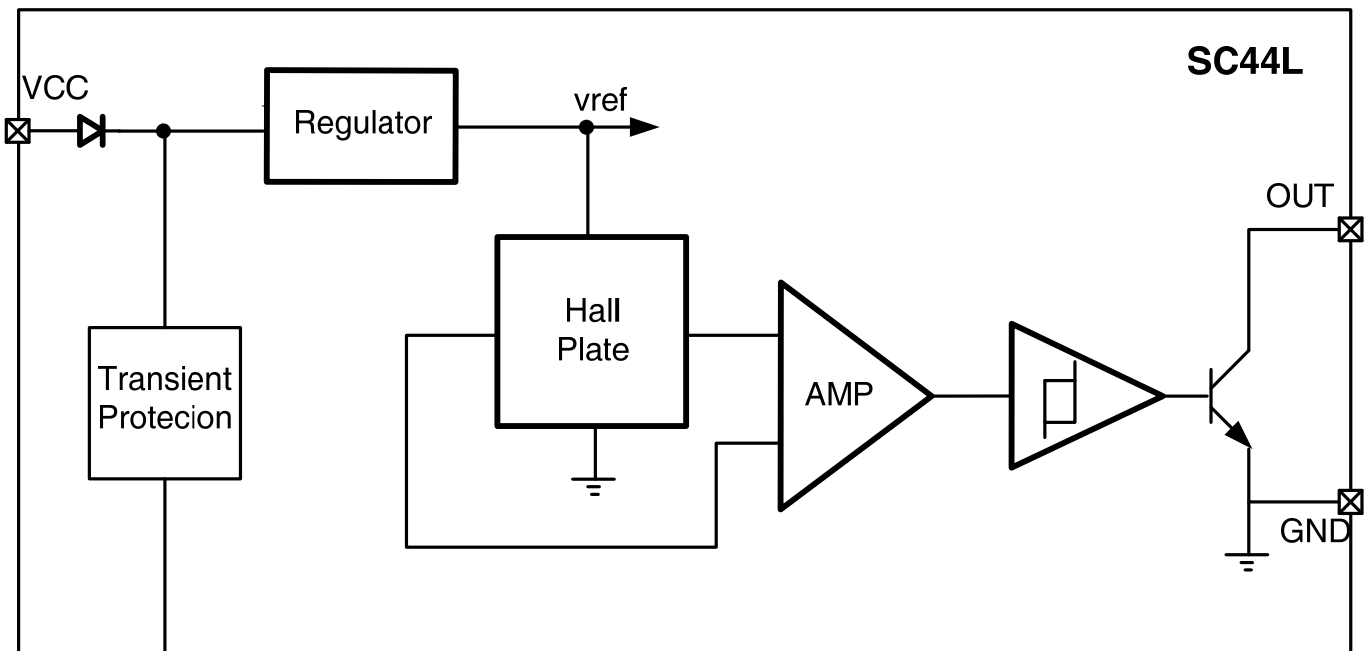 SC44L
VCC
Regulator
vref
OUT
Hall
Plate
Transient
Protecion
AMP
GND